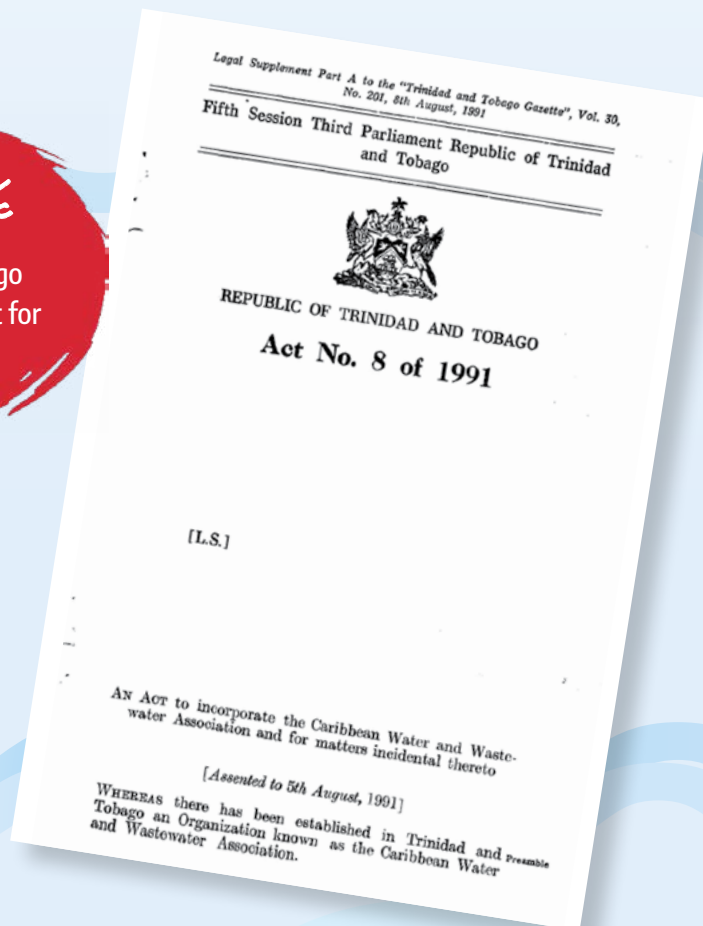 go
t for
Legal Supplement Part A to the "Trinidad and Tobago Gazette", Vol. 30,
No. 201, 8th August, 1991
Fifth Session Third Parliament Republic of Trinidad
and Tobago
REPUBLIC OF TRINIDAD AND TOBAGO
Act No. 8 of 1991
[L.S.]
AN ACT to incorporate the Caribbean Water and Waste-
water Association and for matters incidental thereto
[Assented to 5th August, 1991]
WHEREAS there has been established in Trinidad and Preamble
Tobago an Organization known as the Caribbean Water
and Wastewater Association.